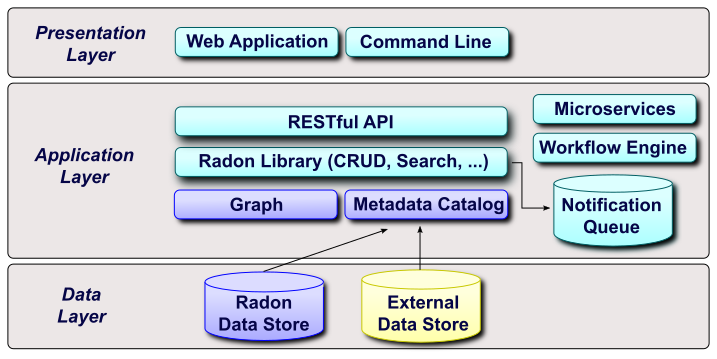 Presentation
Layer
Web Application
Command Line
Application
Layer
RESTful API
Radon Library (CRUD, Search, ...)
Graph
Metadata Catalog
Microservices
Workflow Engine
Notification
Queue
Data
Layer
Radon
Data Store
External
Data Store